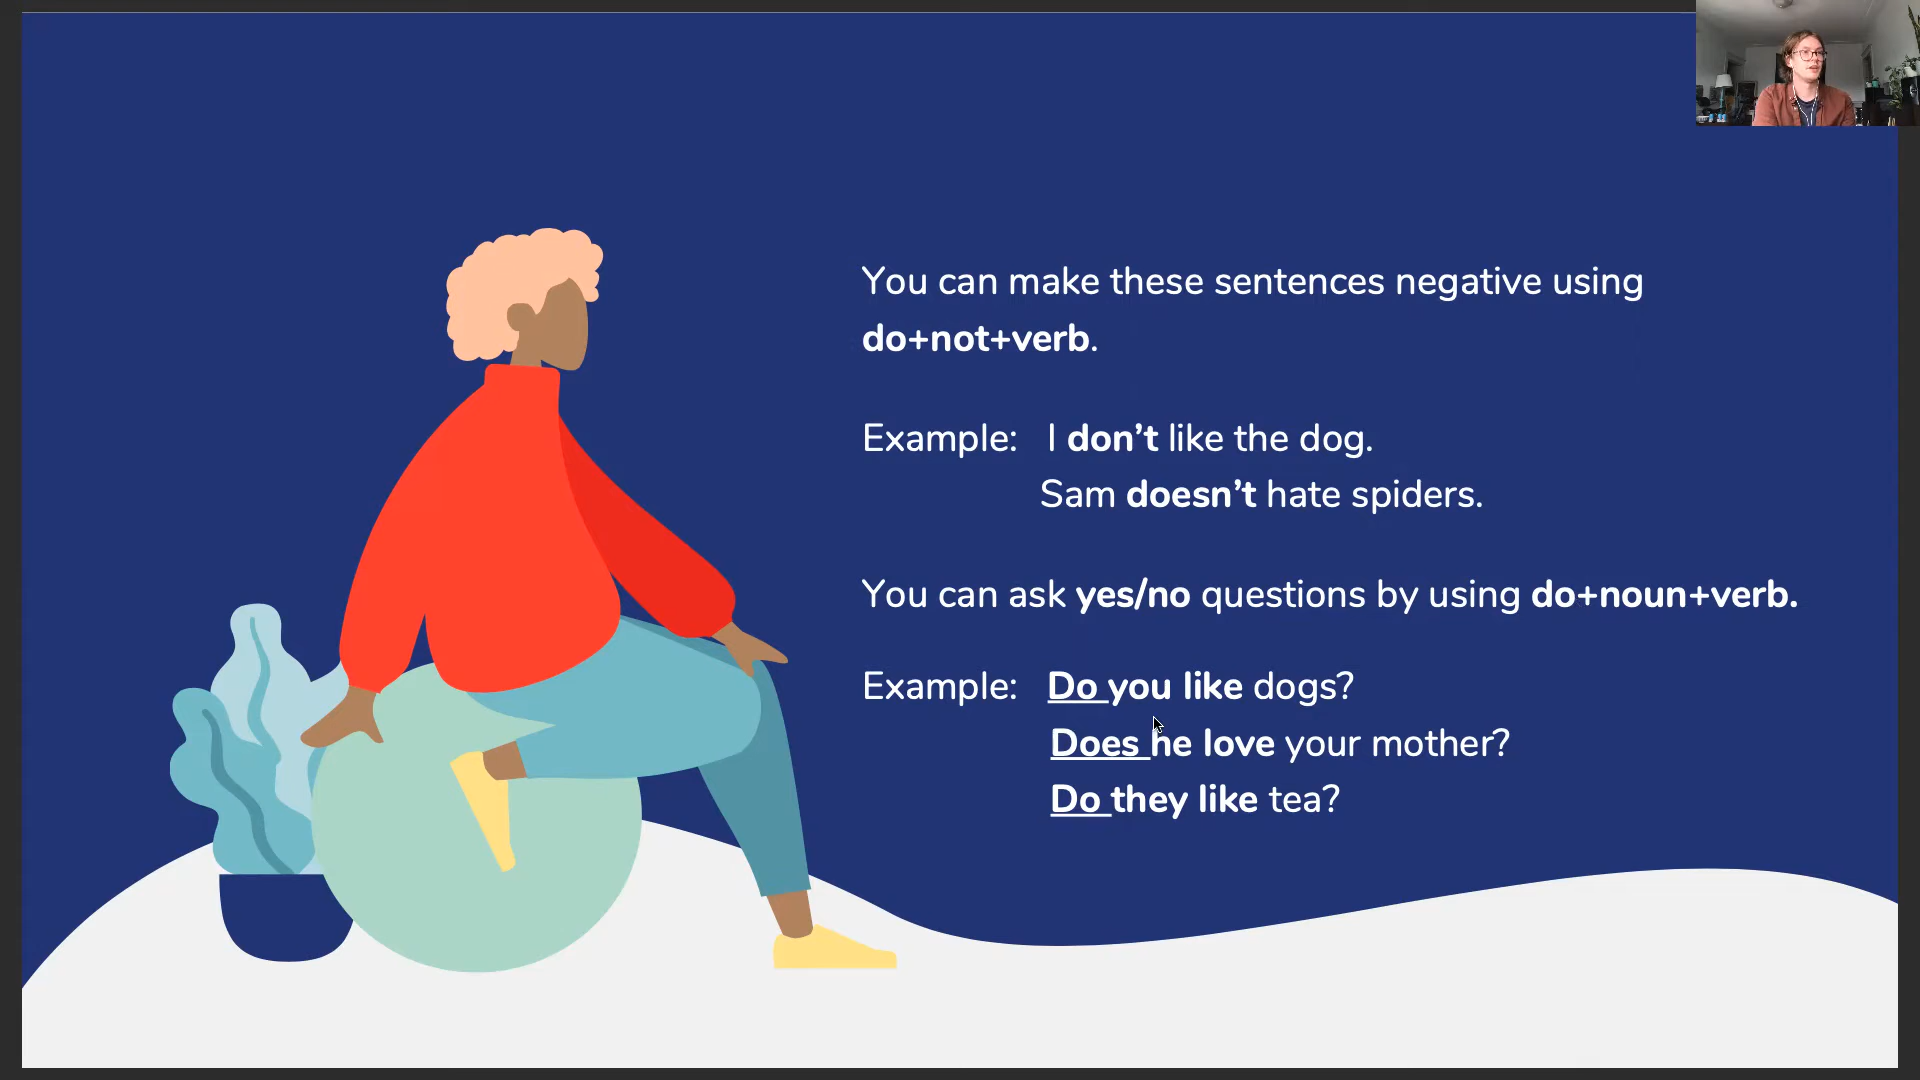 You can make these sentences negative using
do+not+verb.
Example: I don’t like the dog.
Sam doesn’t hate spiders.
You can ask yes/no questions by using do+noun+verb.
Example: Do you like dogs?
Does he love your mother?
Do they like tea?